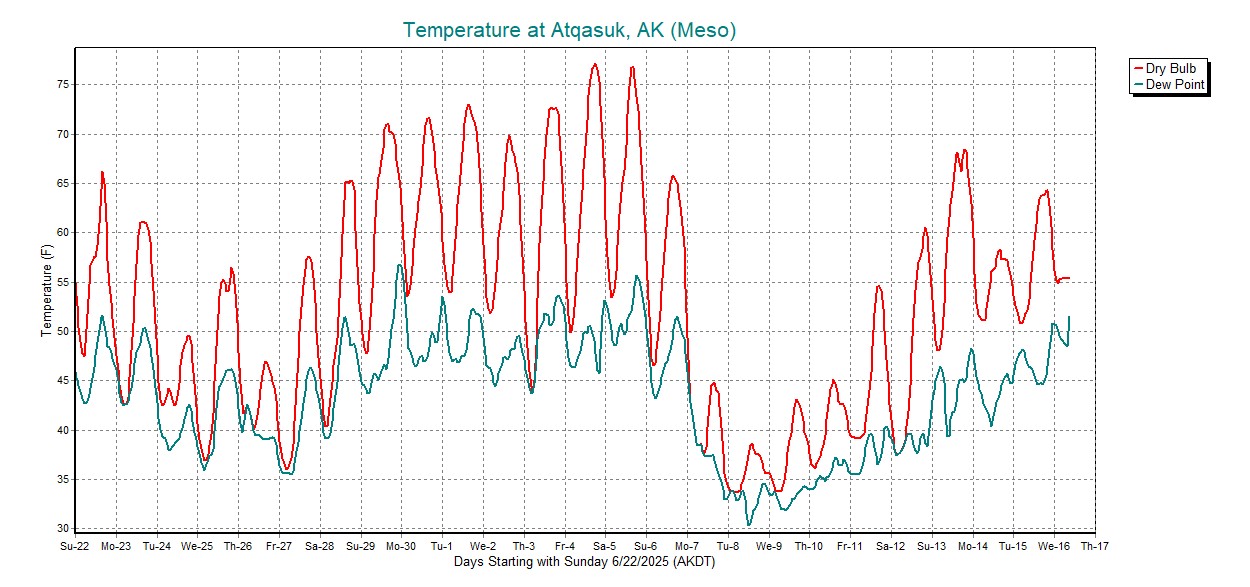 Temperature at Atqasuk, AK (Meso)
Dry Bulb
Dew Point
Temperature (F)
75
70
65
60
55
50
45
40
35
30
Su-22 Mo-23 Tu-24 We-25 Th-26 Fr-27 Sa-28 Su-29 Mo-30 Tu-1 We-2 Th-3 Fr-4 Sa-5 Su-6 Mo-7 Tu-8 We-9 Th-10 Fr-11 Sa-12 Su-13 Mo-14 Tu-15 We-16 Th-17
Days Starting with Sunday 6/22/2025 (AKDT)